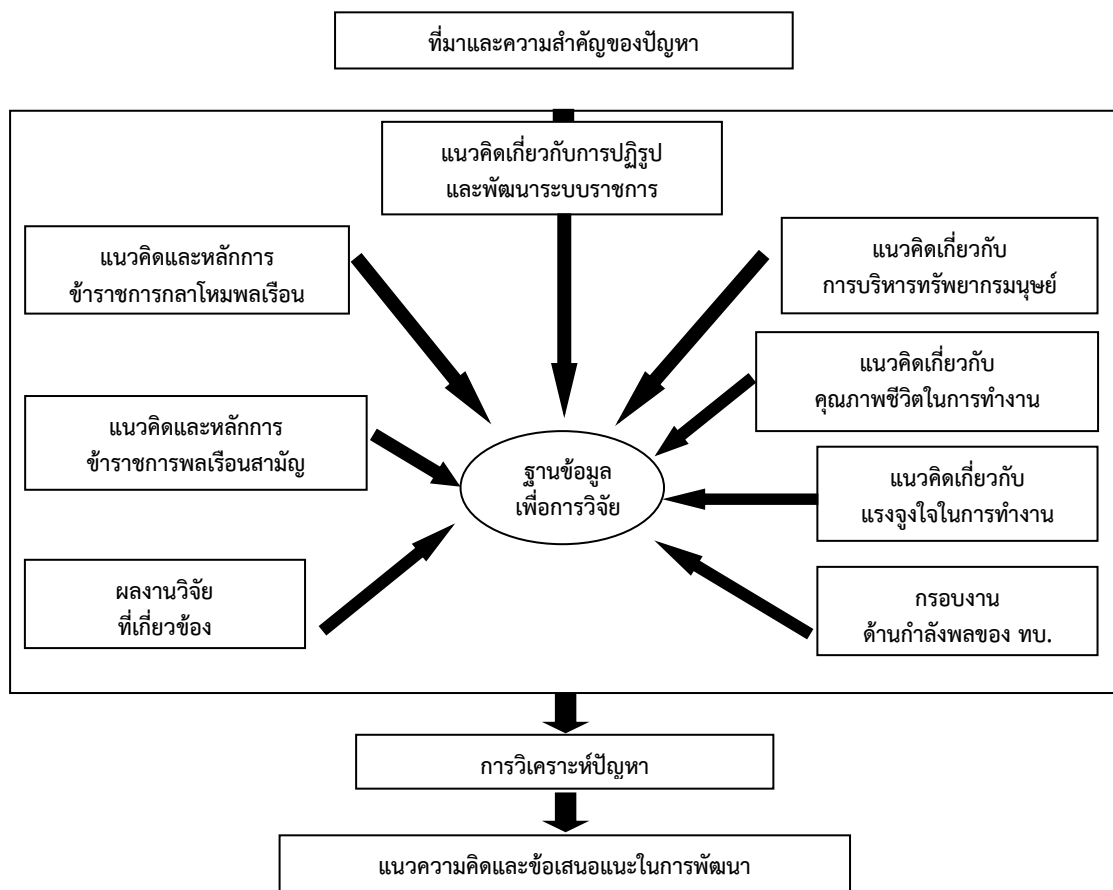 ที่มาและความสำคัญของปัญหา
แนวคิดเกี่ยวกับการปฏิรูป
และพัฒนาระบบราชการ
แนวคิดและหลักการ
ข้าราชการกลาโหมพลเรือน
แนวคิดเกี่ยวกับ
การบริหารทรัพยากรมนุษย์
แนวคิดเกี่ยวกับ
คุณภาพชีวิตในการทำงาน
แนวคิดและหลักการ
ข้าราชการพลเรือนสามัญ
ฐานข้อมูล
เพื่อการวิจัย
แนวคิดเกี่ยวกับ
แรงจูงใจในการทำงาน
ผลงานวิจัย
ที่เกี่ยวข้อง
กรอบงาน
ด้านกำลังพลของ ทบ.
การวิเคราะห์ปัญหา
แนวความคิดและข้อเสนอแนะในการพัฒนา